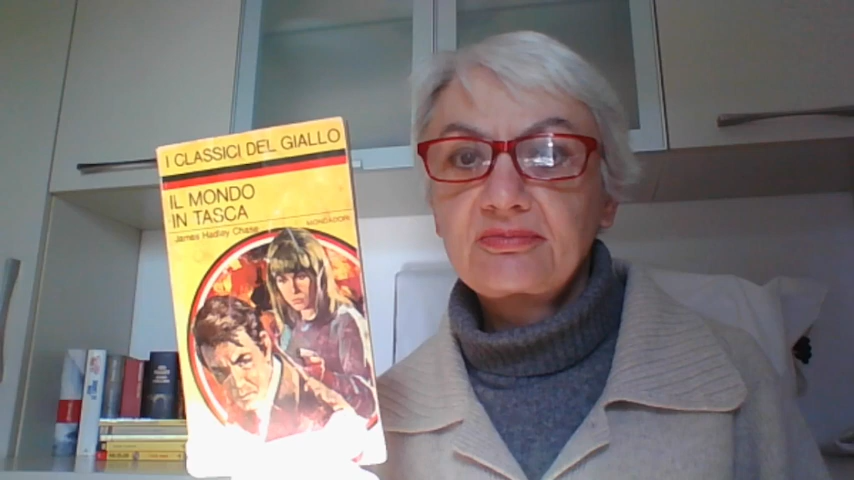 I CLASSICI DEL GIALLO
IL MONDO
IN TASCA
MONDADORI
James Hadley Chase